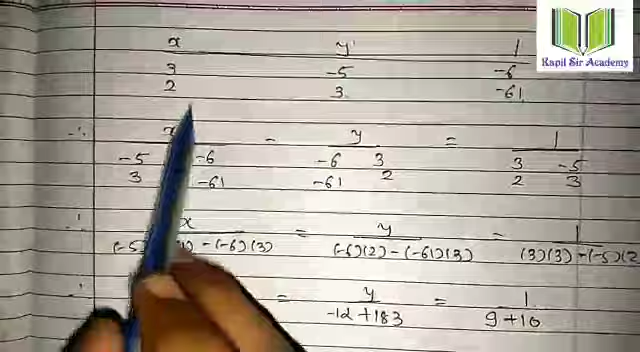 Kapil Sir Academy
x y 1
3 -5 -6
2 3 -61
∴ x = y = 1
-5 -6 -6 3 3 -5
3 -61 -61 2 2 3
∴ x = y = 1
(-5) - (-6)(3) (-6)(2) - (-61)(3) (3)(3) - (-5)(2
∴ = y = 1
-12 + 183 9 + 10